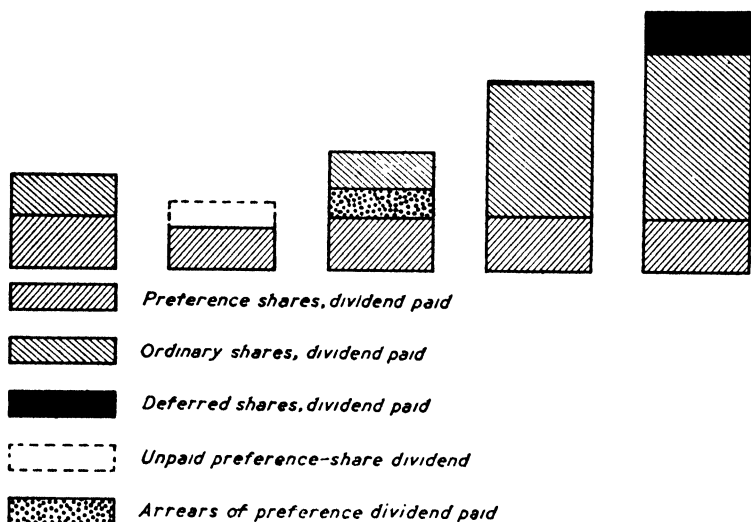 Preference shares, dividend paid
Ordinary shares, dividend paid
Deferred shares, dividend paid
Unpaid preference-share dividend
Arrears of preference dividend paid